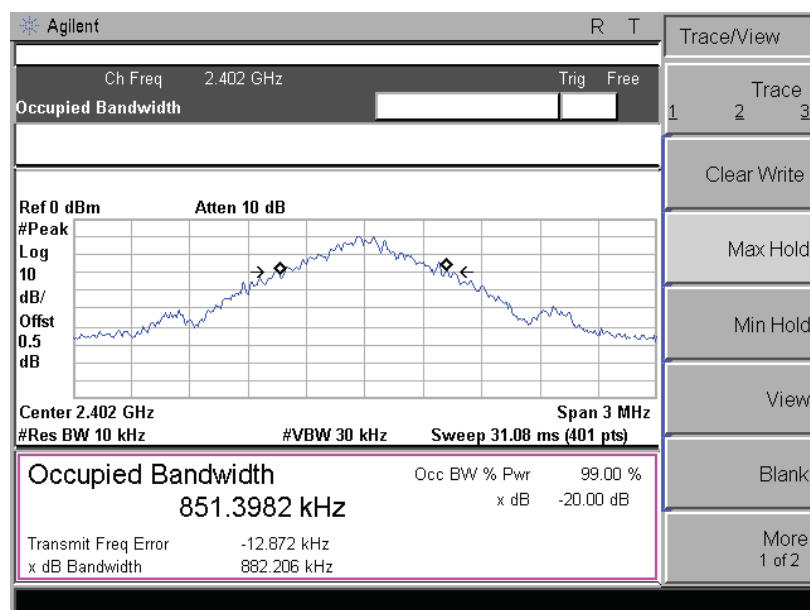 Agilent R T
Trace/View
Ch Freq 2.402 GHz Trig Free
Occupied Bandwidth
Trace
1 2 3
Clear Write
Max Hold
Min Hold
View
Blank
More
1 of 2
Ref 0 dBm Atten 10 dB
#Peak
Log
10
dB/
Offst
0.5
dB
Center 2.402 GHz Span 3 MHz
#Res BW 10 kHz #VBW 30 kHz Sweep 31.08 ms (401 pts)
Occupied Bandwidth Occ BW % Pwr 99.00 %
851.3982 kHz x dB -20.00 dB
Transmit Freq Error -12.872 kHz
x dB Bandwidth 882.206 kHz